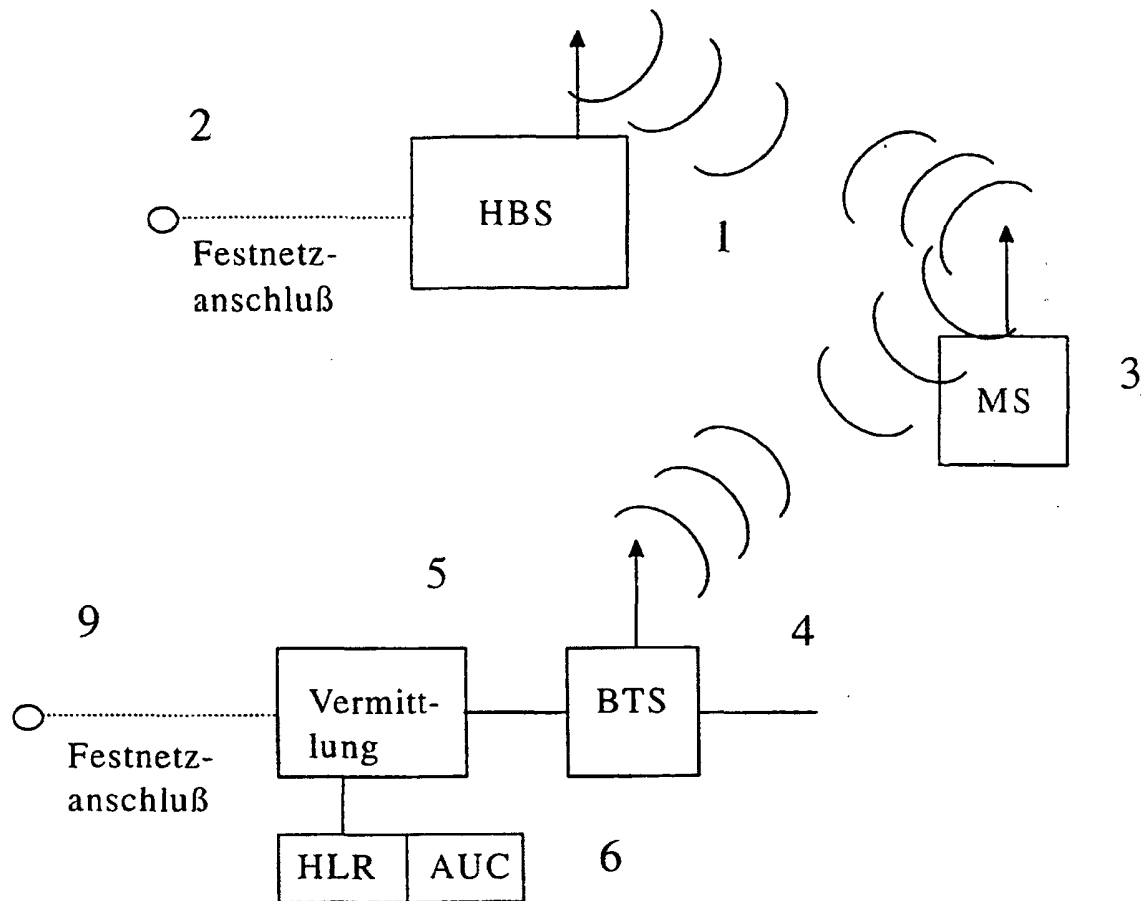 2
HBS
1
Festnetz-
anschluß
3
MS
5
9
4
Vermitt-
lung
BTS
Festnetz-
anschluß
6
HLR
AUC